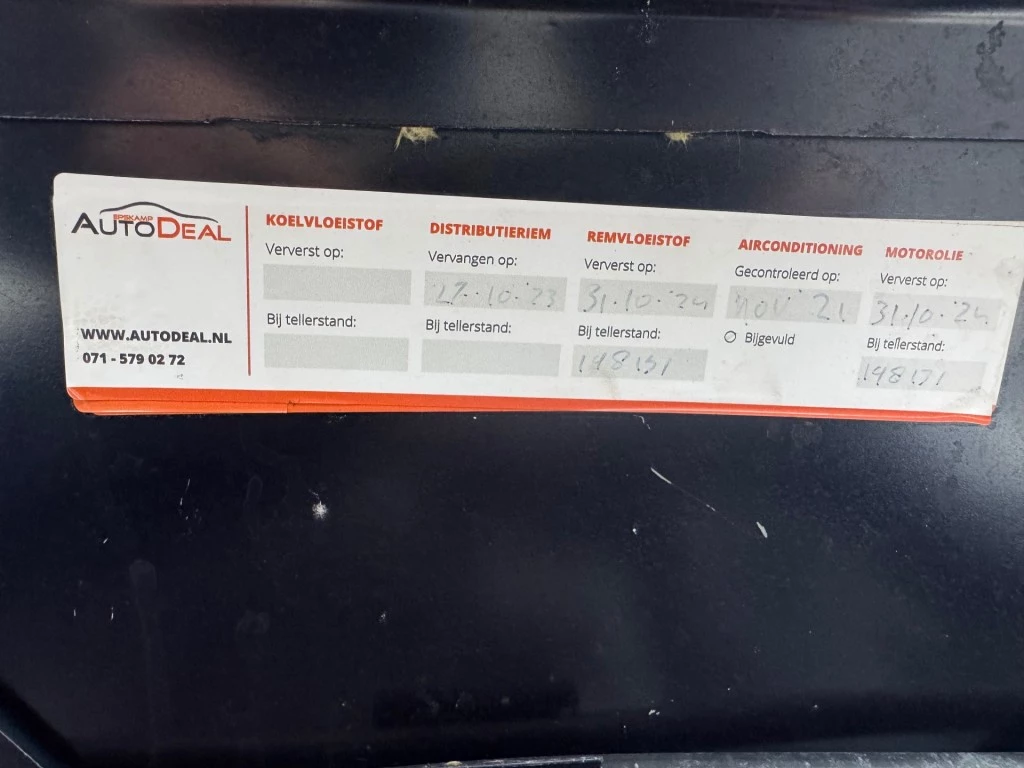 EPSKAMP
AUTODEAL
WWW.AUTODEAL.NL
071 - 579 02 72
KOELVLOEISTOF
Ververst op:
Bij tellerstand:
DISTRIBUTIERIEM
Vervangen op:
27.10.'23
Bij tellerstand:
REMVLOEISTOF
Ververst op:
31.10.'24
Bij tellerstand:
148151
AIRCONDITIONING
Gecontroleerd op:
NOV' 21
Bijgevuld
MOTOROLIE
Ververst op:
31.10.'24
Bij tellerstand:
148151